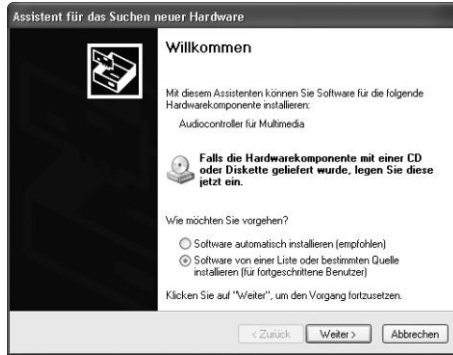 Assistent für das Suchen neuer Hardware
Willkommen
Mit diesem Assistenten können Sie Software für die folgende
Hardwarekomponente installieren:
Audiocontroller für Multimedia
Falls die Hardwarekomponente mit einer CD
oder Diskette geliefert wurde, legen Sie diese
jetzt ein.
Wie möchten Sie vorgehen?
Software automatisch installieren (empfohlen)
Software von einer Liste oder bestimmten Quelle
installieren (für fortgeschrittene Benutzer)
Klicken Sie auf "Weiter", um den Vorgang fortzusetzen.
< Zurück Weiter > Abbrechen